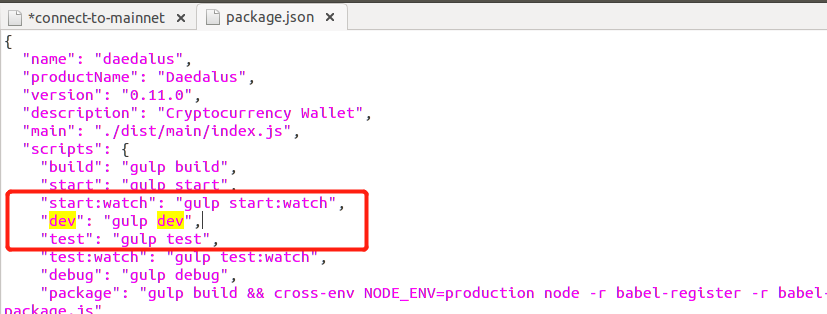 *connect-to-mainnet × package.json ×
{
"name": "daedalus",
"productName": "Daedalus",
"version": "0.11.0",
"description": "Cryptocurrency Wallet",
"main": "./dist/main/index.js",
"scripts": {
"build": "gulp build",
"start": "gulp start",
"start:watch": "gulp start:watch",
"dev": "gulp dev",
"test": "gulp test",
"test:watch": "gulp test:watch",
"debug": "gulp debug",
"package": "gulp build && cross-env NODE_ENV=production node -r babel-register -r babel-
package.js"